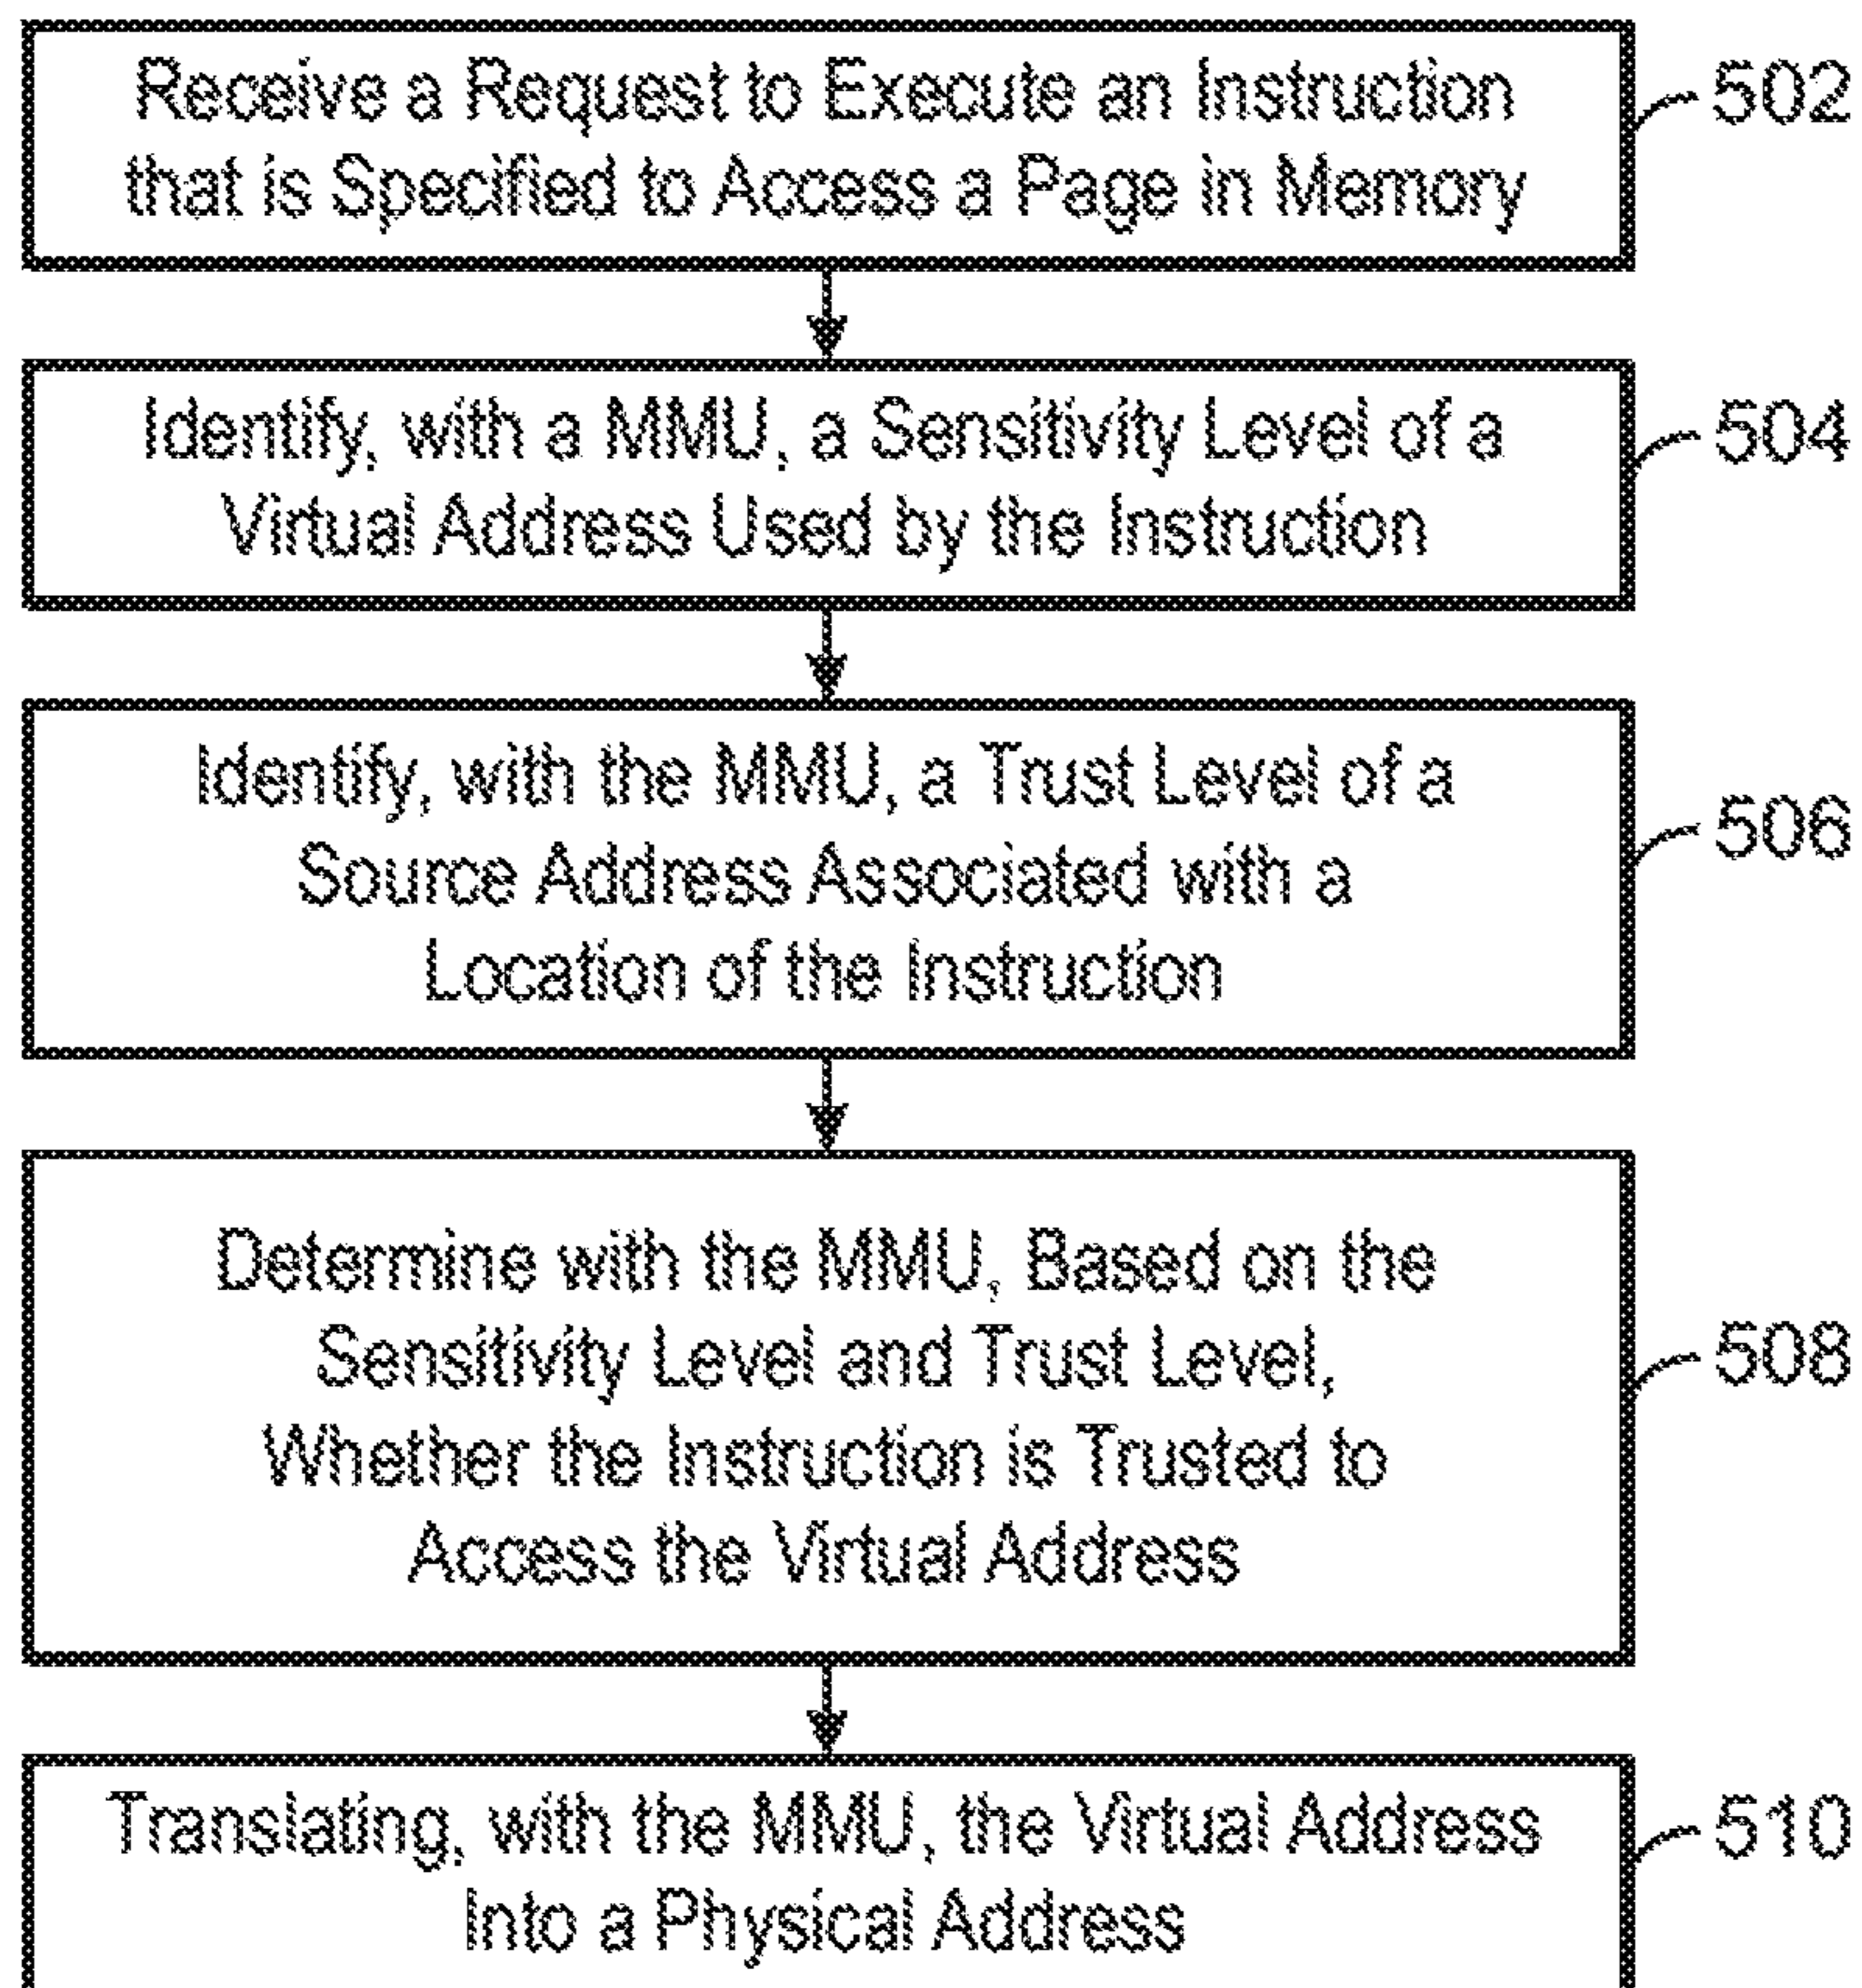 Receive a Request to Execute an Instruction
that is Specified to Access a Page in Memory
502
Identify, with a MMU, a Sensitivity Level of a
Virtual Address Used by the Instruction
504
Identify, with the MMU, a Trust Level of a
Source Address Associated with a
Location of the Instruction
506
Determine with the MMU, Based on the
Sensitivity Level and Trust Level,
Whether the Instruction is Trusted to
Access the Virtual Address
508
Translating, with the MMU, the Virtual Address
Into a Physical Address
510